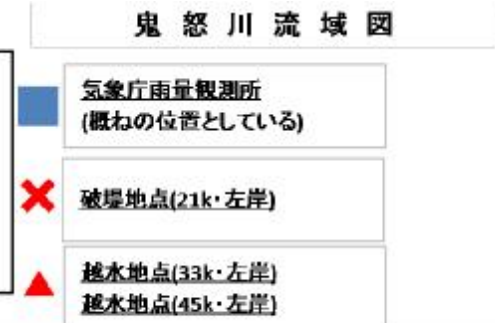 鬼怒川流域図
気象庁雨量観測所
(概ねの位置としている)
破堤地点(21k・左岸)
越水地点(33k・左岸)
越水地点(45k・左岸)